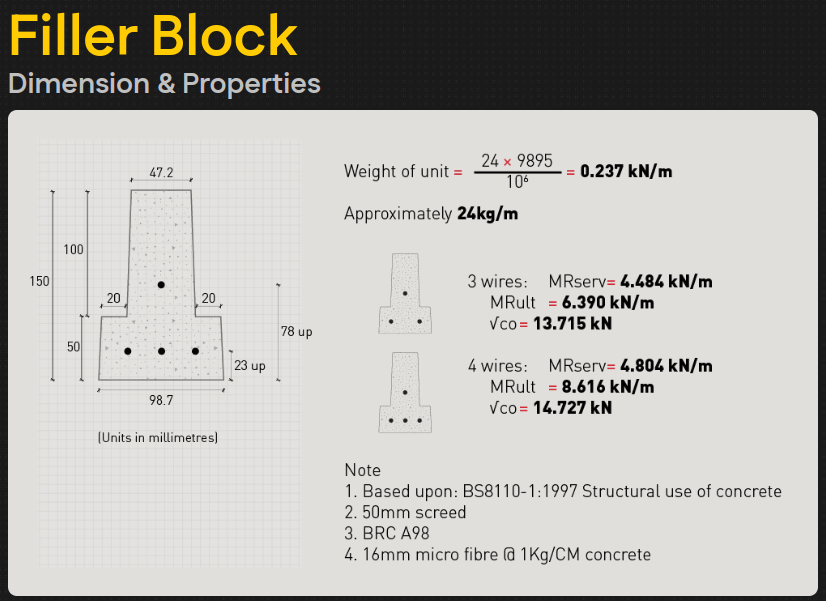 Filler Block
Dimension & Properties
47.2
100
150
20
20
50
78 up
23 up
98.7
(Units in millimetres)
Weight of unit = 24 × 9895 / 10⁶ = 0.237 kN/m
Approximately 24kg/m
3 wires: MRserv= 4.484 kN/m
MRult = 6.390 kN/m
√co= 13.715 kN
4 wires: MRserv= 4.804 kN/m
MRult = 8.616 kN/m
√co= 14.727 kN
Note
1. Based upon: BS8110-1:1997 Structural use of concrete
2. 50mm screed
3. BRC A98
4. 16mm micro fibre @ 1Kg/CM concrete